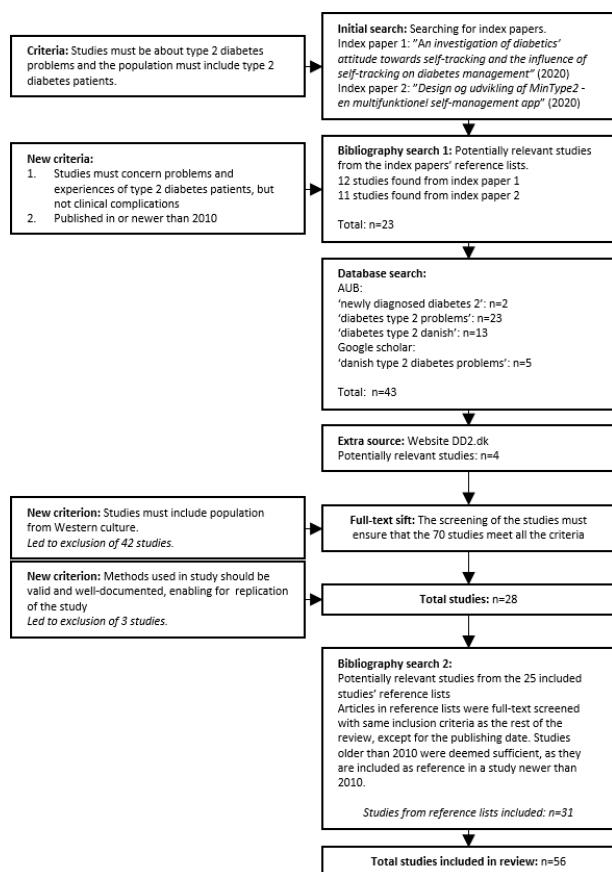 Criteria: Studies must be about type 2 diabetes
problems and the population must include type 2
diabetes patients.
Initial search: Searching for index papers.
Index paper 1: "An investigation of diabetics'
attitude towards self-tracking and the influence of
self-tracking on diabetes management" (2020)
Index paper 2: "Design og udvikling af MinType2 -
en multifunktionel self-management app" (2020)
New criteria:
1. Studies must concern problems and
experiences of type 2 diabetes patients, but
not clinical complications
2. Published in or newer than 2010
Bibliography search 1: Potentially relevant studies
from the index papers' reference lists.
12 studies found from index paper 1
11 studies found from index paper 2
Total: n=23
Database search:
AUB:
'newly diagnosed diabetes 2': n=2
'diabetes type 2 problems': n=23
'diabetes type 2 danish': n=13
Google scholar:
'danish type 2 diabetes problems': n=5
Total: n=43
Extra source: Website DD2.dk
Potentially relevant studies: n=4
New criterion: Studies must include population
from Western culture.
Led to exclusion of 42 studies.
Full-text sift: The screening of the studies must
ensure that the 70 studies meet all the criteria
New criterion: Methods used in study should be
valid and well-documented, enabling for replication
of the study
Led to exclusion of 3 studies.
Total studies: n=28
Bibliography search 2:
Potentially relevant studies from the 25 included
studies' reference lists
Articles in reference lists were full-text screened
with same inclusion criteria as the rest of the
review, except for the publishing date. Studies
older than 2010 were deemed sufficient, as they
are included as reference in a study newer than
2010.
Studies from reference lists included: n=31
Total studies included in review: n=56